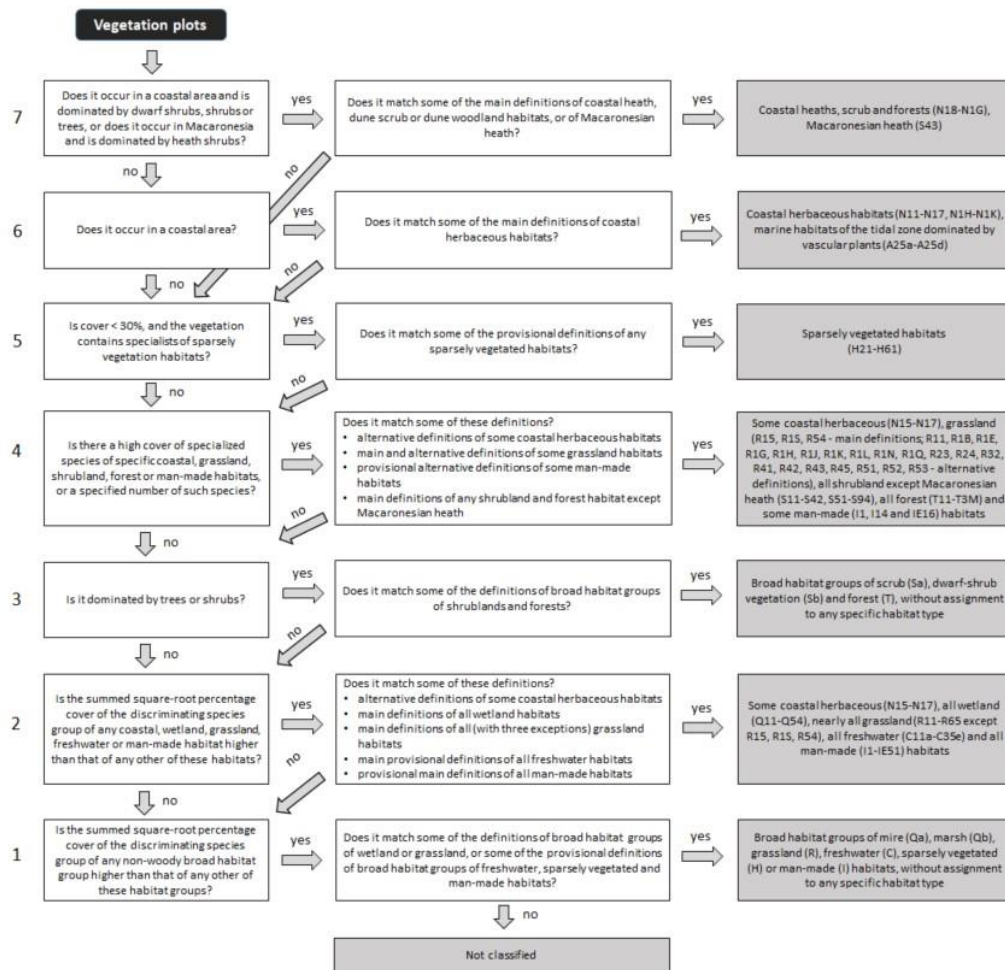 Vegetation plots
7
Does it occur in a coastal area and is
dominated by dwarf shrubs, shrubs or
trees, or does it occur in Macaronesia
and is dominated by heath shrubs?
yes
Does it match some of the main definitions of coastal heath,
dune scrub or dune woodland habitats, or of Macaronesian
heath?
yes
Coastal heaths, scrub and forests (N18-N1G),
Macaronesian heath (S43)
no
no
6
Does it occur in a coastal area?
yes
Does it match some of the main definitions of coastal
herbaceous habitats?
yes
Coastal herbaceous habitats (N11-N17, N1H-N1K),
marine habitats of the tidal zone dominated by
vascular plants (A25a-A25d)
no
no
5
Is cover < 30%, and the vegetation
contains specialists of sparsely
vegetation habitats?
yes
Does it match some of the provisional definitions of any
sparsely vegetated habitats?
yes
Sparsely vegetated habitats
(H21-H61)
no
no
4
Is there a high cover of specialized
species of specific coastal, grassland,
shrubland, forest or man-made habitats,
or a specified number of such species?
yes
Does it match some of these definitions?
• alternative definitions of some coastal herbaceous habitats
• main and alternative definitions of some grassland habitats
• provisional alternative definitions of some man-made
habitats
• main definitions of any shrubland and forest habitat except
Macaronesian heath
yes
Some coastal herbaceous (N15-N17), grassland
(R15, R1S, R54 - main definitions; R11, R1B, R1E,
R1G, R1H, R1J, R1K, R1L, R1N, R1Q, R23, R24, R32,
R41, R42, R43, R45, R51, R52, R53 - alternative
definitions), all shrubland except Macaronesian
heath (S11-S42, S51-S94), all forest (T11-T3M) and
some man-made (I1, I14 and IE16) habitats
no
no
3
Is it dominated by trees or shrubs?
yes
Does it match some of the definitions of broad habitat groups
of shrublands and forests?
yes
Broad habitat groups of scrub (Sa), dwarf-shrub
vegetation (Sb) and forest (T), without assignment
to any specific habitat type
no
no
2
Is the summed square-root percentage
cover of the discriminating species
group of any coastal, wetland, grassland,
freshwater or man-made habitat higher
than that of any other of these habitats?
yes
Does it match some of these definitions?
• alternative definitions of some coastal herbaceous habitats
• main definitions of all wetland habitats
• main definitions of all (with three exceptions) grassland
habitats
• main provisional definitions of all freshwater habitats
• provisional main definitions of all man-made habitats
yes
Some coastal herbaceous (N15-N17), all wetland
(Q11-Q54), nearly all grassland (R11-R65 except
R15, R1S, R54), all freshwater (C11a-C35e) and all
man-made (I1-IE51) habitats
no
no
1
Is the summed square-root percentage
cover of the discriminating species
group of any non-woody broad habitat
group higher than that of any other of
these habitat groups?
yes
Does it match some of the definitions of broad habitat groups
of wetland or grassland, or some of the provisional definitions
of broad habitat groups of freshwater, sparsely vegetated and
man-made habitats?
yes
Broad habitat groups of mire (Qa), marsh (Qb),
grassland (R), freshwater (C), sparsely vegetated
(H) or man-made (I) habitats, without assignment
to any specific habitat type
no
Not classified